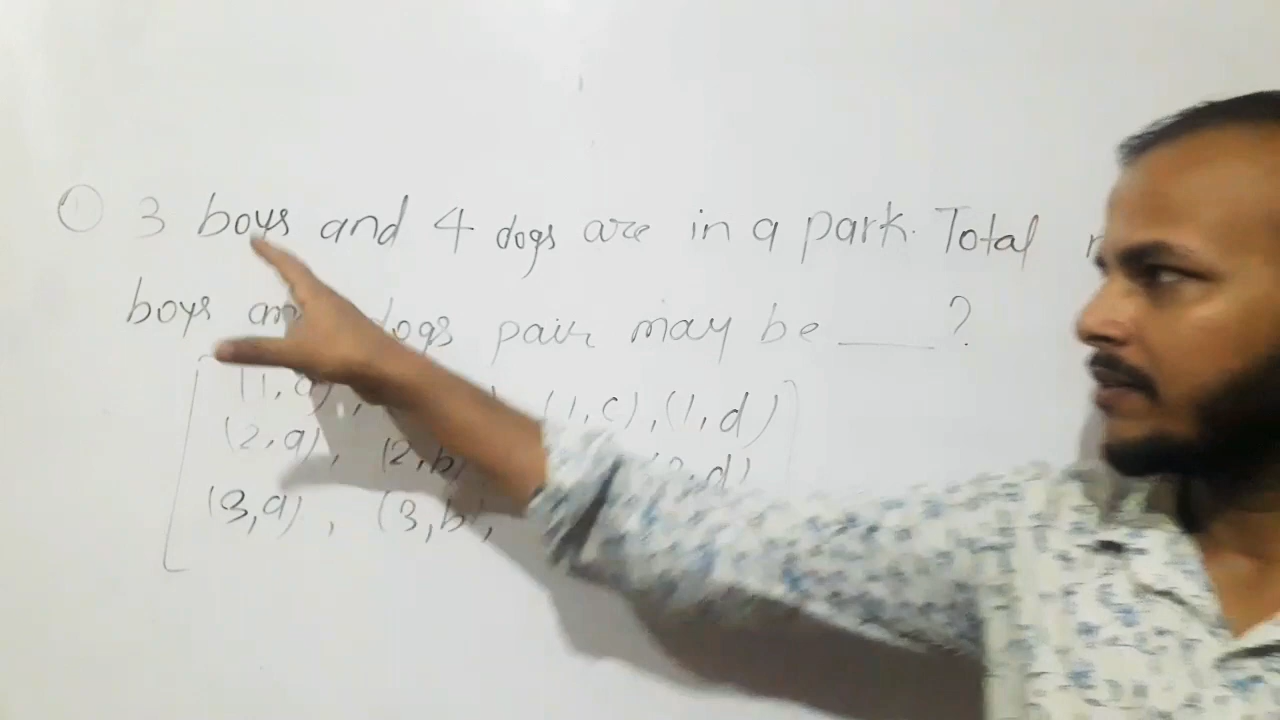 ① 3 boys and 4 dogs are in a park. Total
boys dogs pair may be ___ ?
(1, c), (1, d)
(2, a), (2, b)
(3, a), (3, b),